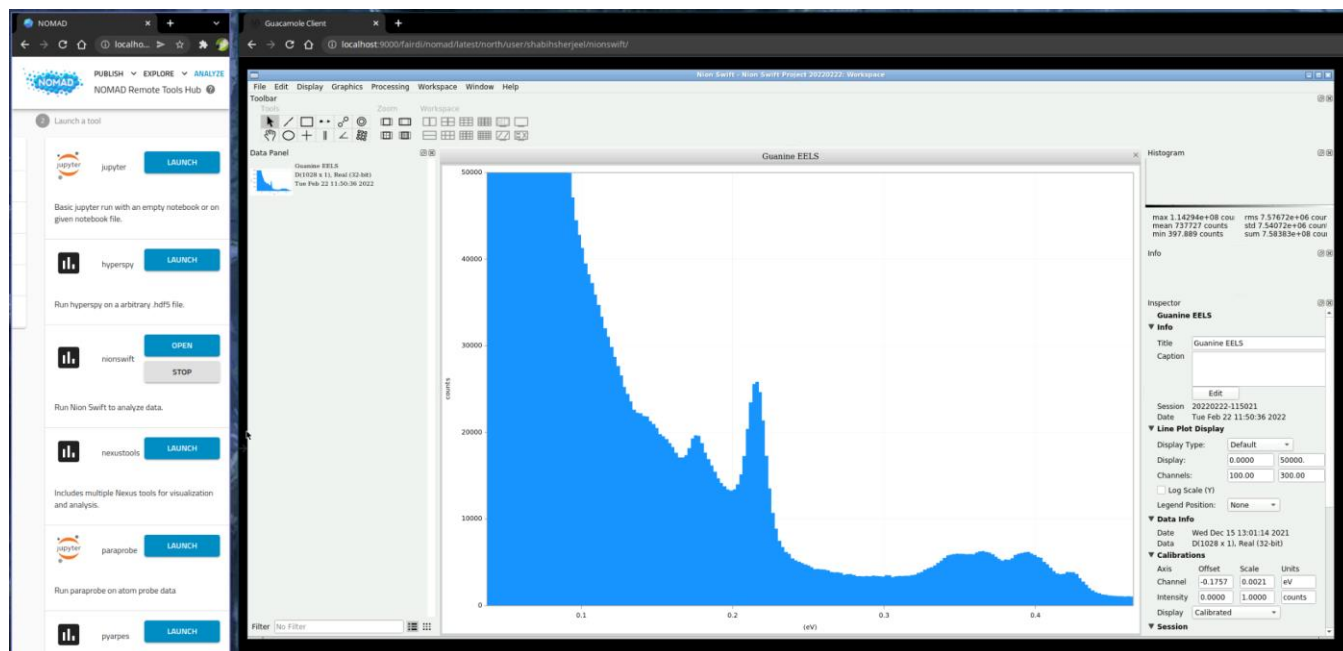 NOMAD
localho...
NOMAD
PUBLISH EXPLORE ANALYZE
NOMAD Remote Tools Hub
2 Launch a tool
jupyter
jupyter
LAUNCH
Basic jupyter run with an empty notebook or on
given notebook file.
hyperspy
LAUNCH
Run hyperspy on a arbitrary .hdf5 file.
nionswift
OPEN
STOP
Run Nion Swift to analyze data.
nexustools
LAUNCH
Includes multiple Nexus tools for visualization
and analysis.
jupyter
paraprobe
LAUNCH
Run paraprobe on atom probe data
pyarpes
LAUNCH
Guacamole Client
localhost:9000/fairdi/nomad/latest/north/user/shabihsherjeel/nionswift/
Nion Swift - Nion Swift Project 20220222: Workspace
File Edit Display Graphics Processing Workspace Window Help
Toolbar
Tools Zoom Workspace
Data Panel
Guanine EELS
D(1028 x 1), Real (32-bit)
Tue Feb 22 11:50:36 2022
Filter No Filter
Guanine EELS
50000
40000
30000
20000
10000
0
counts
0.1 0.2 0.3 0.4
(eV)
Histogram
max 1.14294e+08 cou rms 7.57672e+06 cour
mean 737727 counts std 7.54072e+06 count
min 397.889 counts sum 7.58383e+08 cou
Info
Inspector
Guanine EELS
Info
Title Guanine EELS
Caption
Edit
Session 20220222-115021
Date Tue Feb 22 11:50:36 2022
Line Plot Display
Display Type: Default
Display: 0.0000 50000.
Channels: 100.00 300.00
Log Scale (Y)
Legend Position: None
Data Info
Date Wed Dec 15 13:01:14 2021
Data D(1028 x 1), Real (32-bit)
Calibrations
Axis Offset Scale Units
Channel -0.1757 0.0021 eV
Intensity 0.0000 1.0000 counts
Display Calibrated
Session